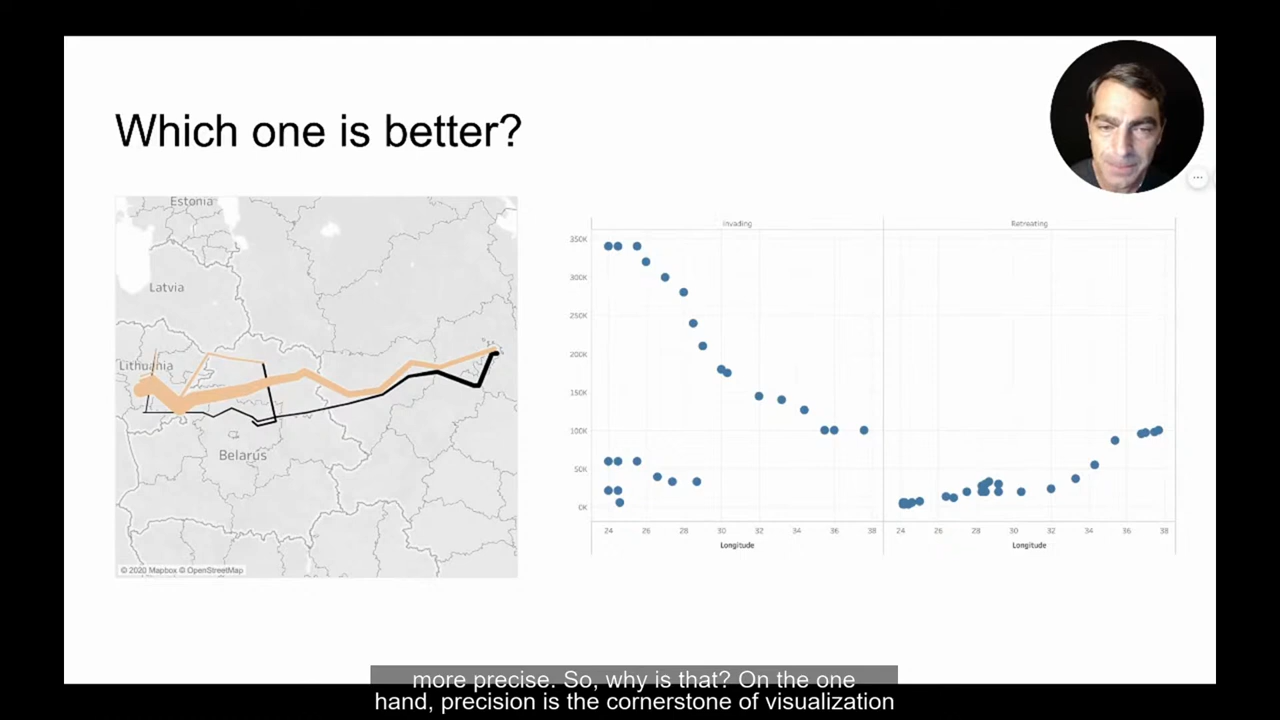 Which one is better?
Estonia
Latvia
Lithuania
Belarus
© 2020 Mapbox © OpenStreetMap
Invading
Retreating
350K
300K
250K
200K
150K
100K
50K
0K
24 26 28 30 32 34 36 38
24 26 28 30 32 34 36 38
Longitude
Longitude
more precise. So, why is that? On the one
hand, precision is the cornerstone of visualization